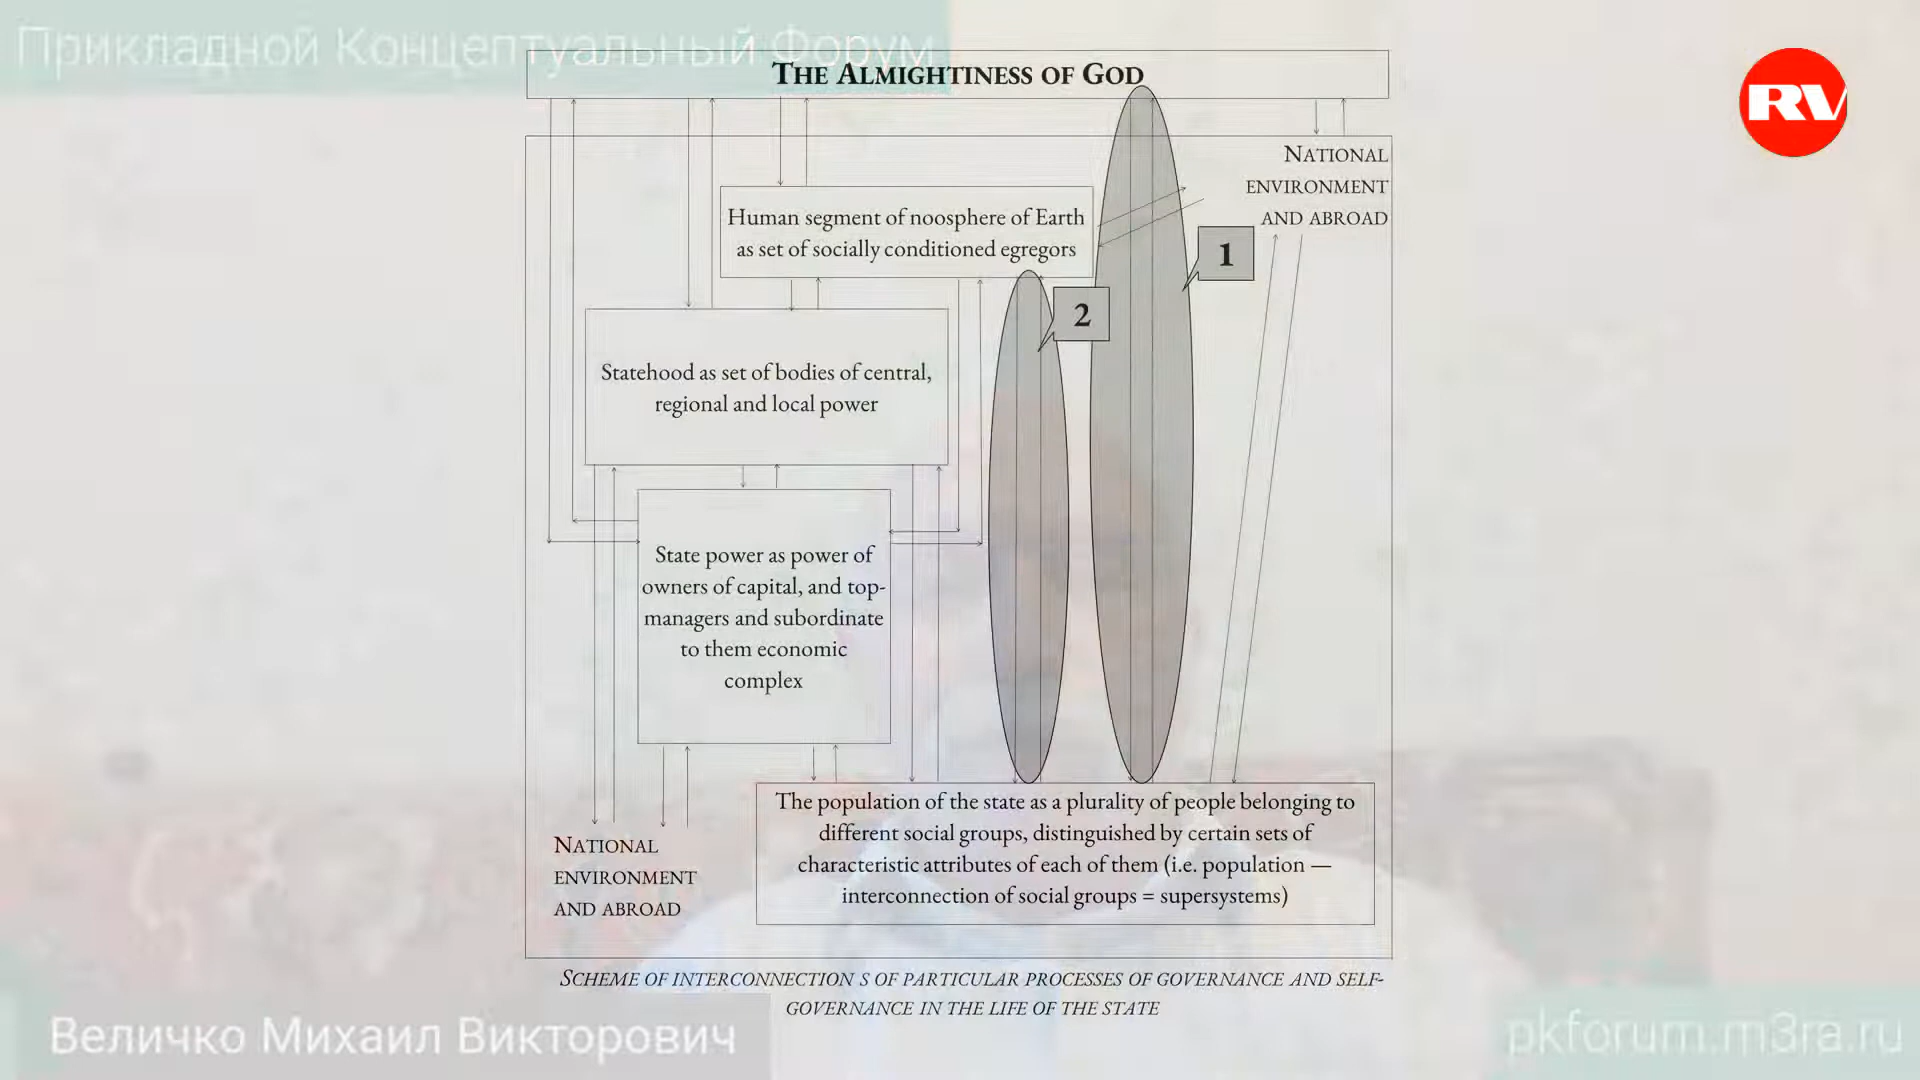 Прикладной Концептуальный Форум
THE ALMIGHTINESS OF GOD
RV
NATIONAL
ENVIRONMENT
AND ABROAD
Human segment of noosphere of Earth
as set of socially conditioned egregors
1
2
Statehood as set of bodies of central,
regional and local power
State power as power of
owners of capital, and top-
managers and subordinate
to them economic
complex
The population of the state as a plurality of people belonging to
different social groups, distinguished by certain sets of
characteristic attributes of each of them (i.e. population —
interconnection of social groups = supersystems)
NATIONAL
ENVIRONMENT
AND ABROAD
SCHEME OF INTERCONNECTION S OF PARTICULAR PROCESSES OF GOVERNANCE AND SELF-
GOVERNANCE IN THE LIFE OF THE STATE
Величко Михаил Викторович
pkforum.m3ra.ru